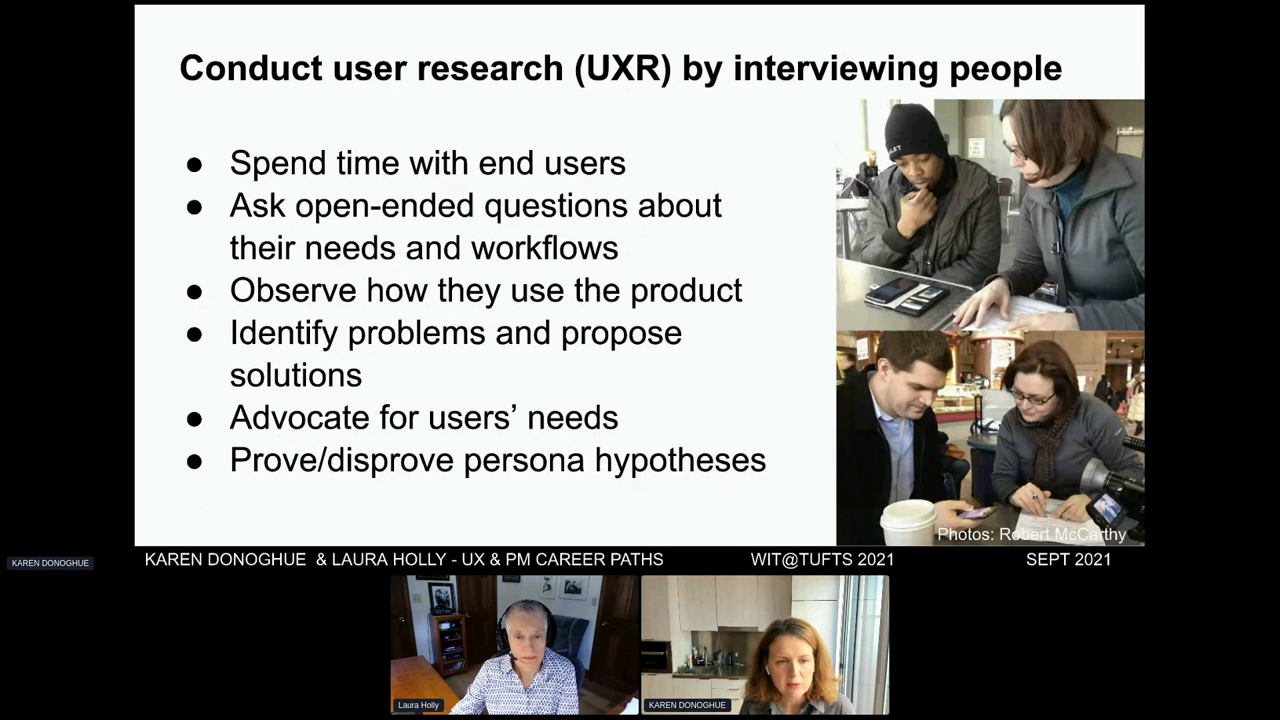 Conduct user research (UXR) by interviewing people
● Spend time with end users
● Ask open-ended questions about
their needs and workflows
● Observe how they use the product
● Identify problems and propose
solutions
● Advocate for users’ needs
● Prove/disprove persona hypotheses
Photos: Robert McCarthy
KAREN DONOGHUE
KAREN DONOGHUE & LAURA HOLLY - UX & PM CAREER PATHS WIT@TUFTS 2021 SEPT 2021
Laura Holly
KAREN DONOGHUE